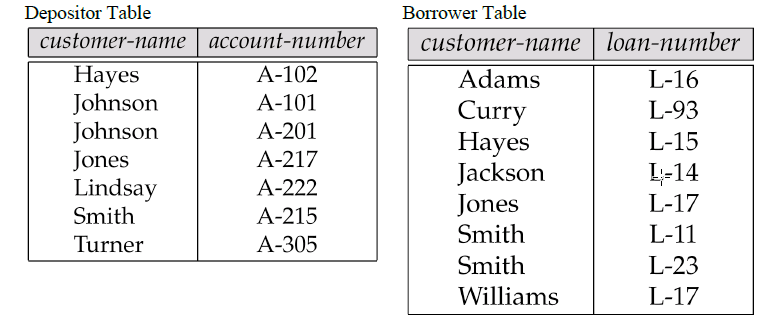 Depositor Table
customer-name account-number
Hayes A-102
Johnson A-101
Johnson A-201
Jones A-217
Lindsay A-222
Smith A-215
Turner A-305
Borrower Table
customer-name loan-number
Adams L-16
Curry L-93
Hayes L-15
Jackson L-14
Jones L-17
Smith L-11
Smith L-23
Williams L-17